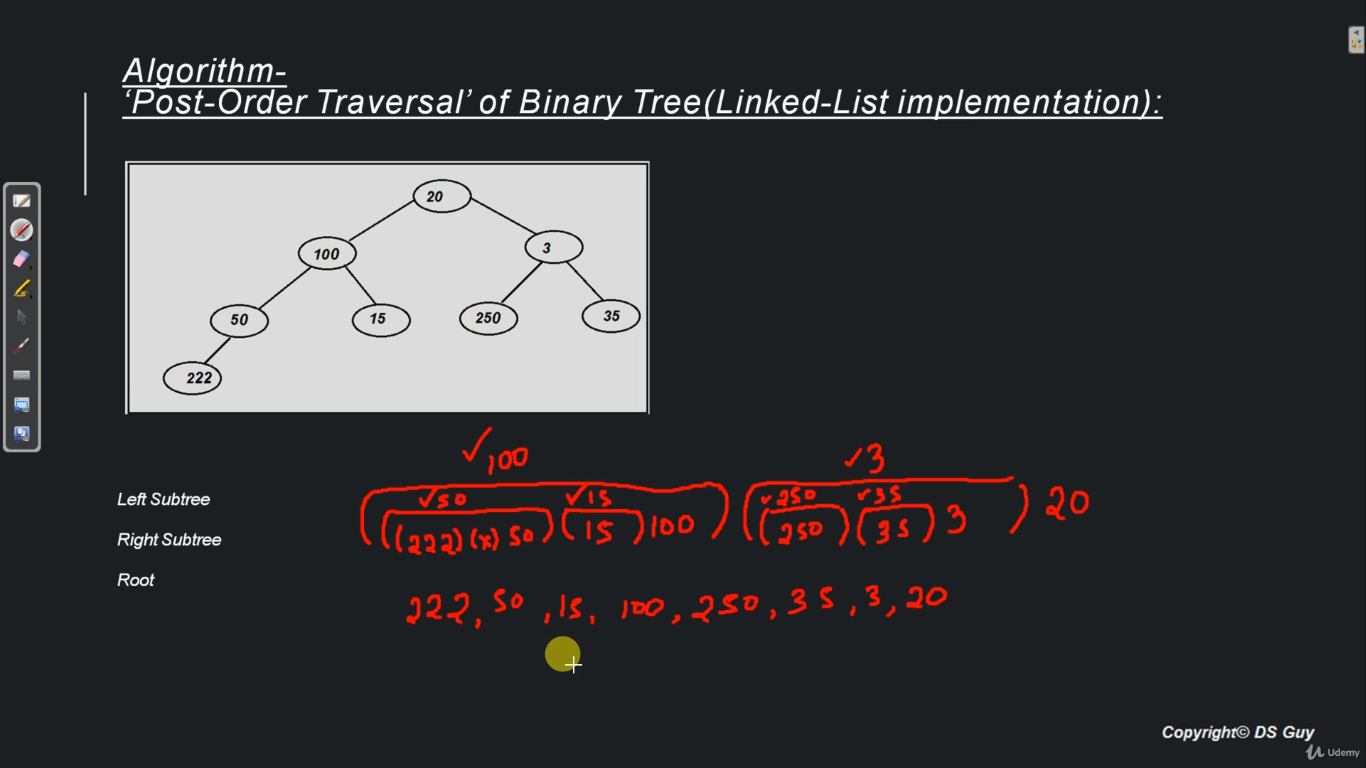 Algorithm-
‘Post-Order Traversal’ of Binary Tree(Linked-List implementation):
20
100
3
50
15
250
35
222
Left Subtree
Right Subtree
Root
✓100 ✓3
✓50 ✓15 ✓250 ✓35
(((222)(x) 50)(15)100) ((250)(35) 3) 20
222, 50, 15, 100, 250, 35, 3, 20
Copyright© DS Guy
Udemy